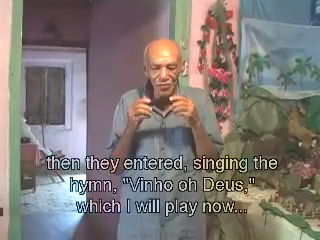 then they entered, singing the
hymn, "Vinho oh Deus,"
which I will play now...